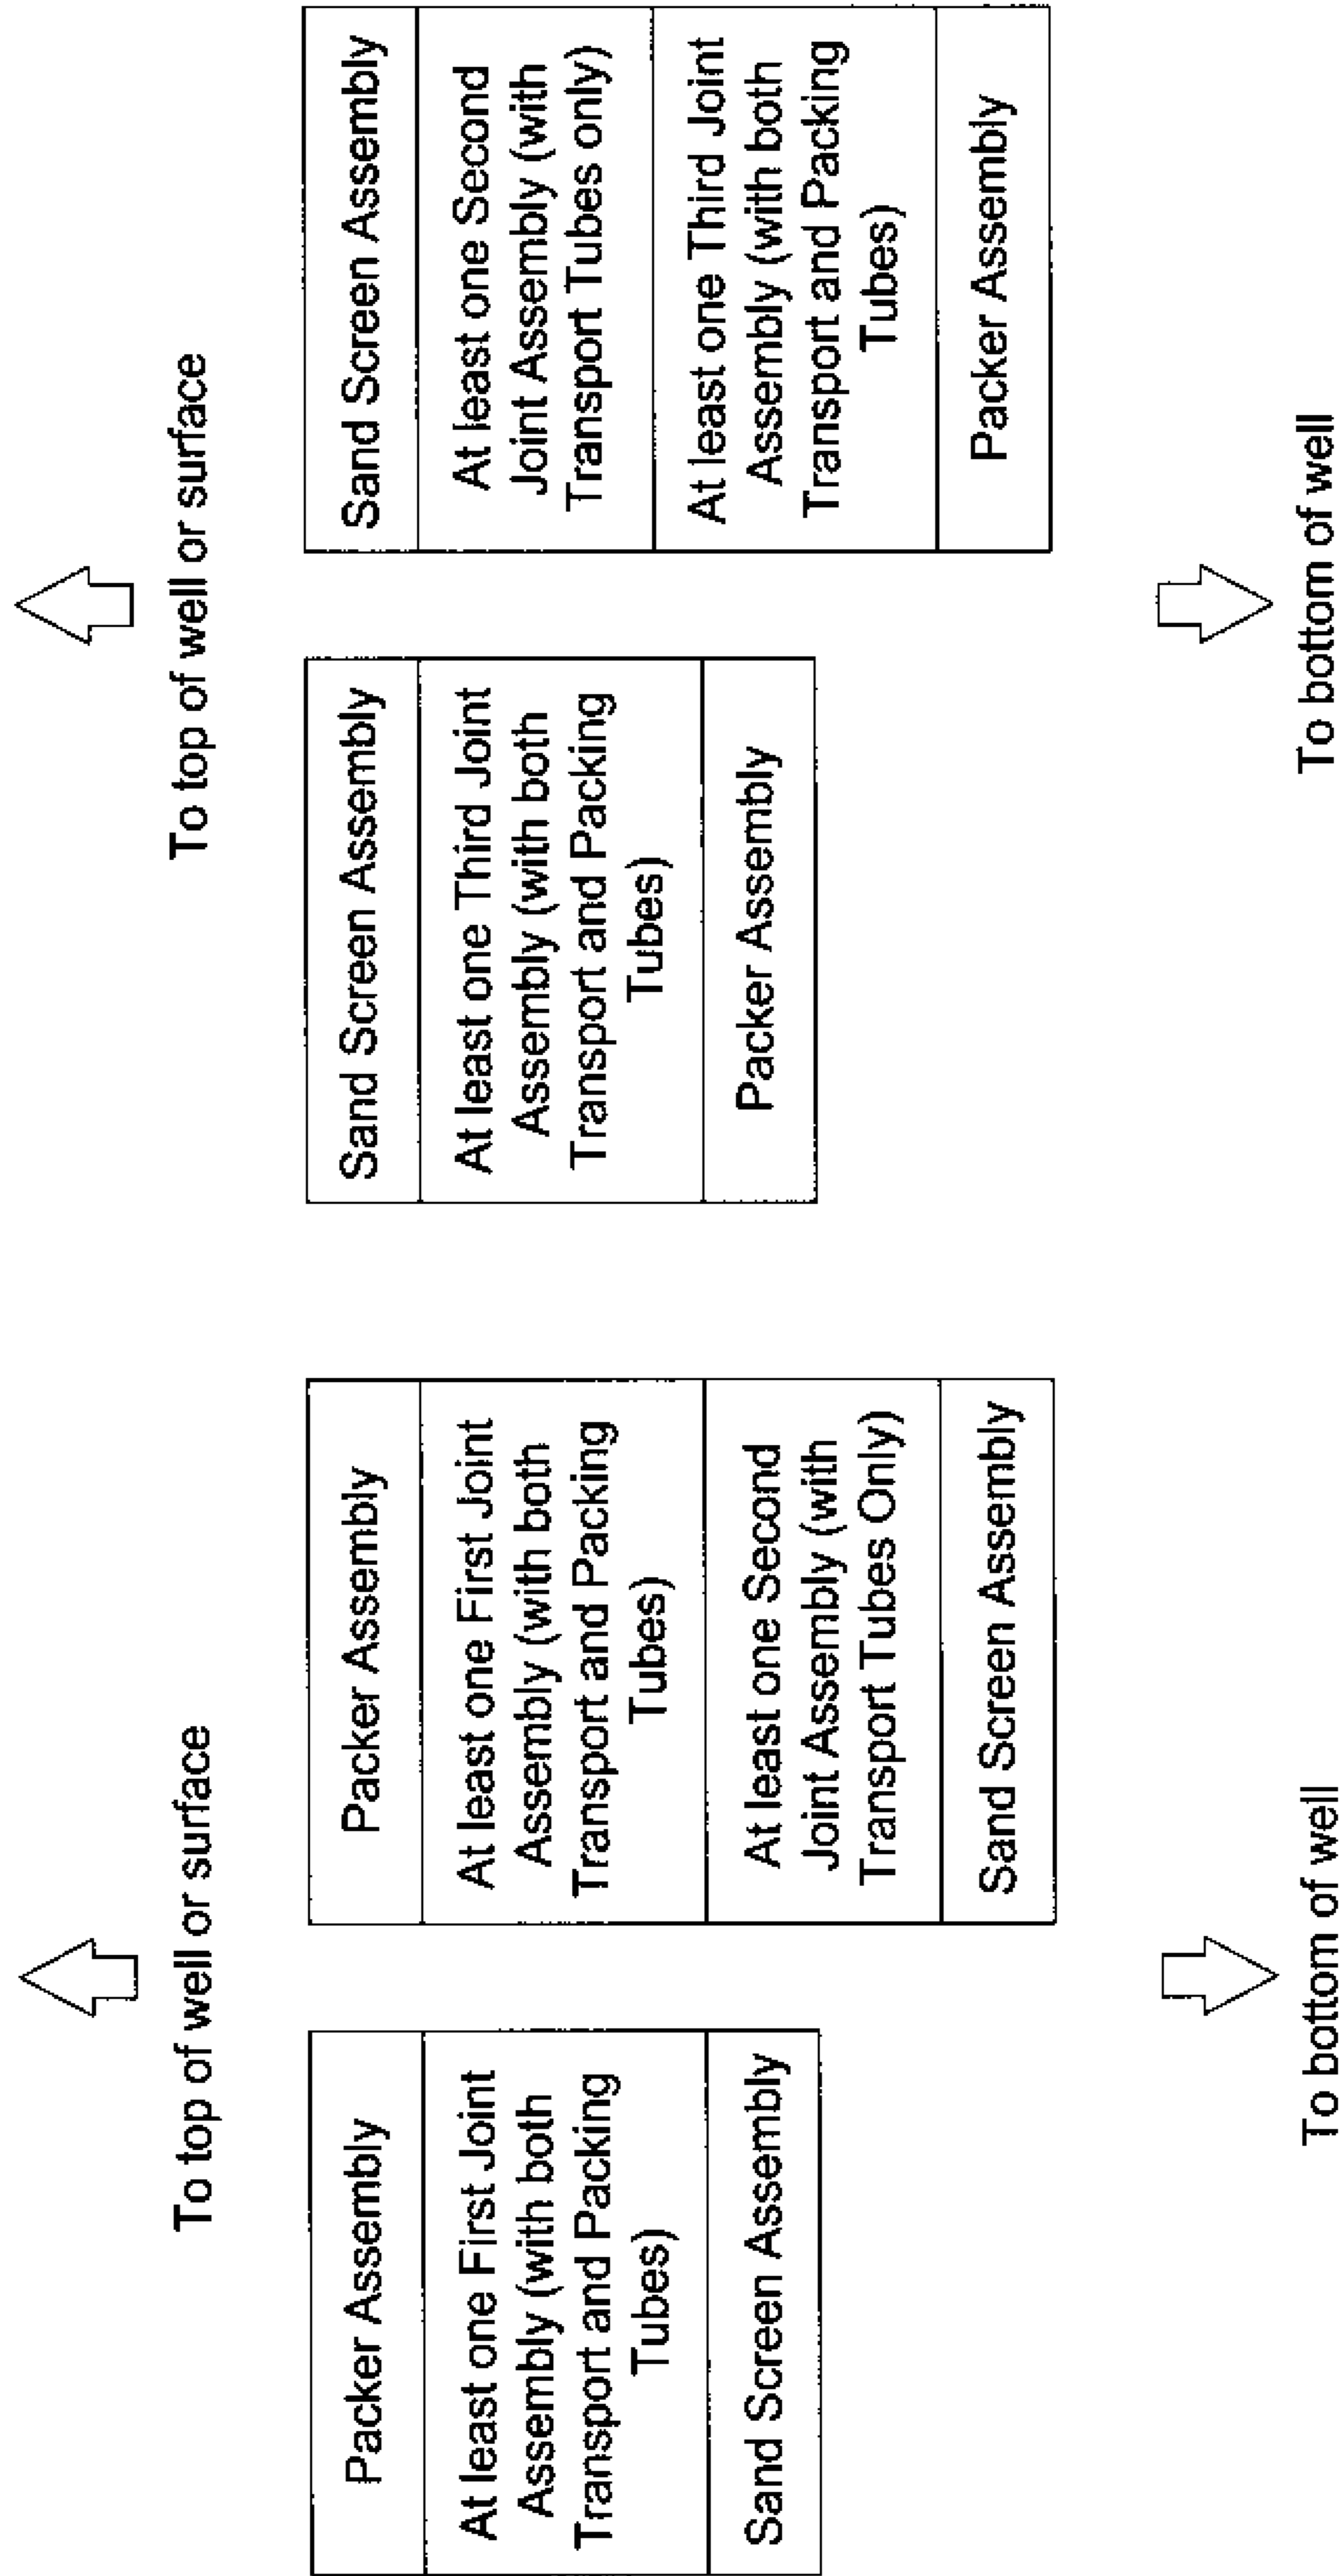 To top of well or surface
Packer Assembly
At least one First Joint
Assembly (with both
Transport and Packing
Tubes)
Sand Screen Assembly
Packer Assembly
At least one First Joint
Assembly (with both
Transport and Packing
Tubes)
At least one Second
Joint Assembly (with
Transport Tubes Only)
Sand Screen Assembly
To bottom of well
To top of well or surface
Sand Screen Assembly
At least one Third Joint
Assembly (with both
Transport and Packing
Tubes)
Packer Assembly
Sand Screen Assembly
At least one Second
Joint Assembly (with
Transport Tubes only)
At least one Third Joint
Assembly (with both
Transport and Packing
Tubes)
Packer Assembly
To bottom of well